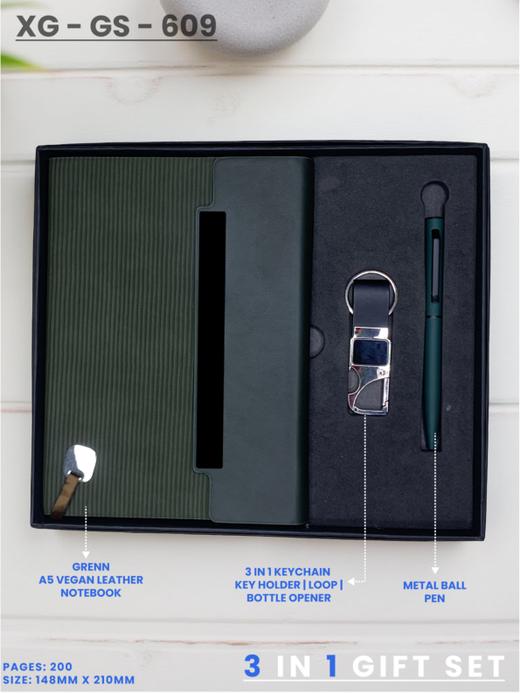 XG - GS - 609
GRENN
A5 VEGAN LEATHER
NOTEBOOK
3 IN 1 KEYCHAIN
KEY HOLDER | LOOP |
BOTTLE OPENER
METAL BALL
PEN
PAGES: 200
SIZE: 148MM X 210MM
3 IN 1 GIFT SET